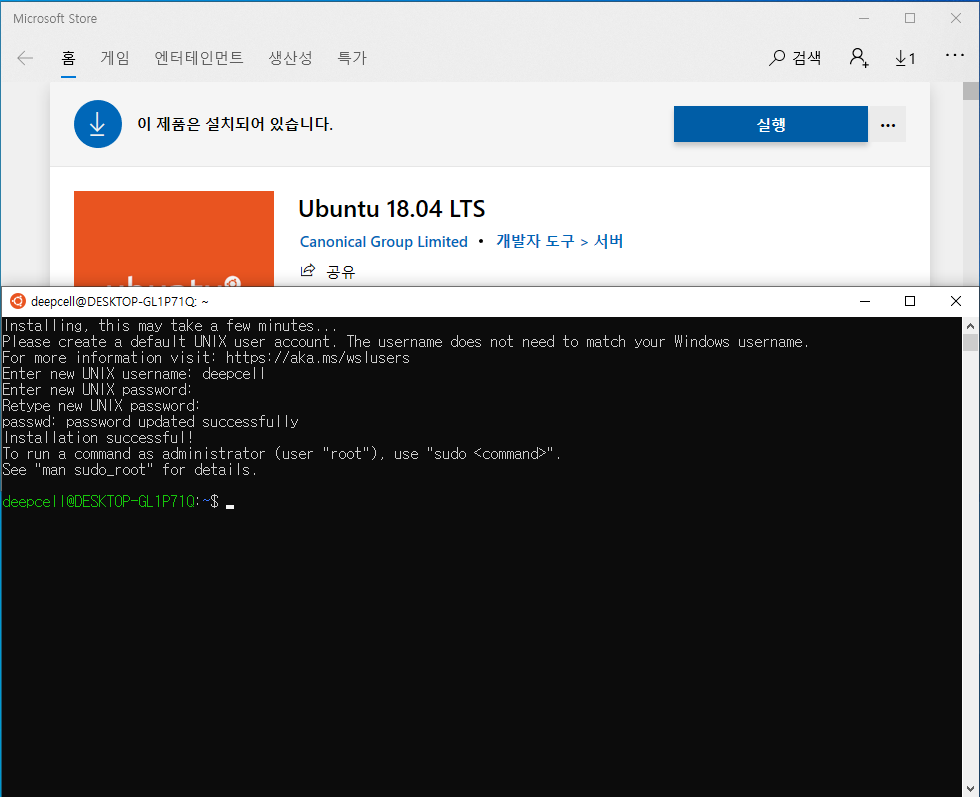 Microsoft Store
홈 게임 엔터테인먼트 생산성 특가 검색 1
이 제품은 설치되어 있습니다. 실행
Ubuntu 18.04 LTS
Canonical Group Limited • 개발자 도구 > 서버
ubuntu
공유
deepcell@DESKTOP-GL1P71Q: ~
Installing, this may take a few minutes...
Please create a default UNIX user account. The username does not need to match your Windows username.
For more information visit: https://aka.ms/wslusers
Enter new UNIX username: deepcell
Enter new UNIX password:
Retype new UNIX password:
passwd: password updated successfully
Installation successful!
To run a command as administrator (user "root"), use "sudo <command>".
See "man sudo_root" for details.
deepcell@DESKTOP-GL1P71Q:~$